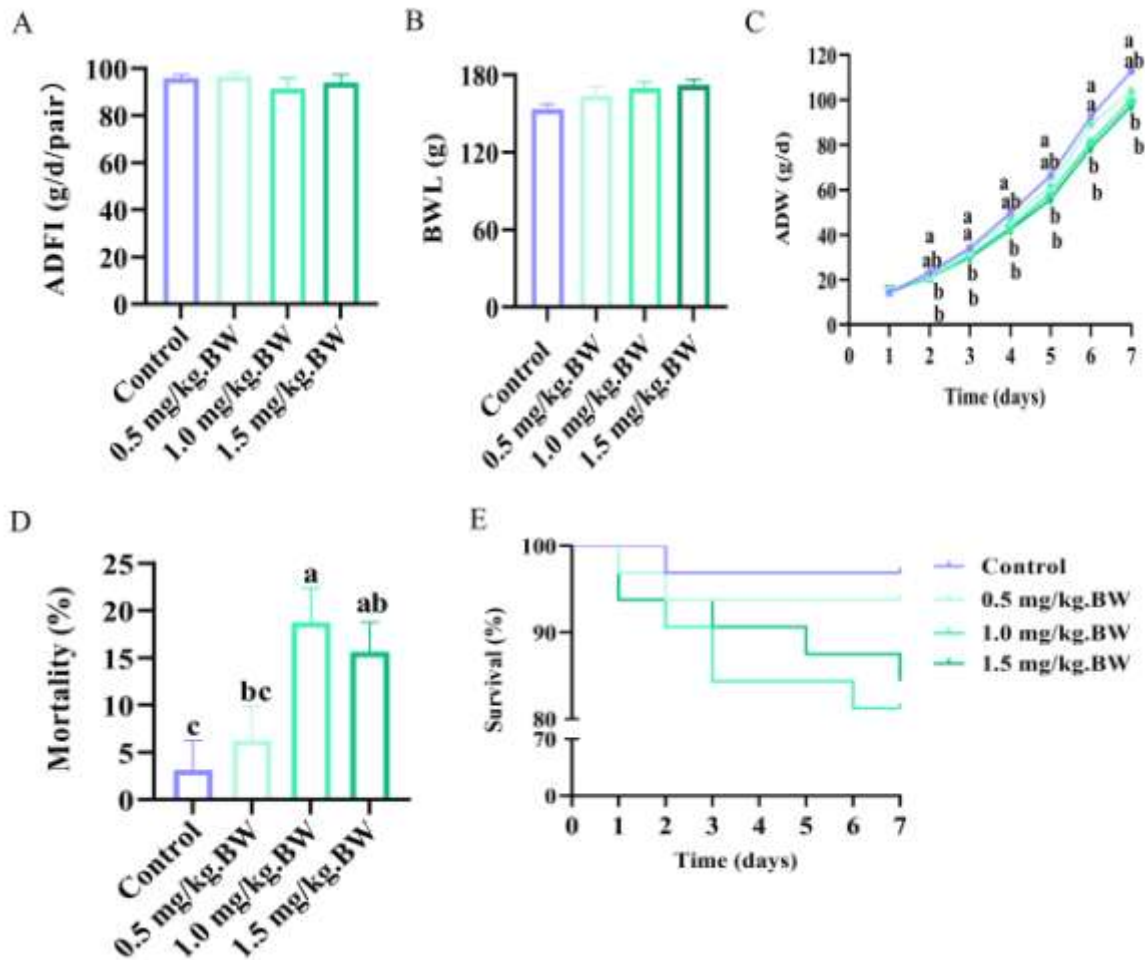 A
ADFI (g/d/pair)
100
80
60
40
20
0
Control
0.5 mg/kg.BW
1.0 mg/kg.BW
1.5 mg/kg.BW
B
BWL (g)
180
120
60
0
Control
0.5 mg/kg.BW
1.0 mg/kg.BW
1.5 mg/kg.BW
C
ADW (g/d)
120
100
80
60
40
20
0
a
ab
b
b
a
a
b
b
a
ab
b
b
a
ab
b
b
a
a
b
b
a
ab
b
b
0 1 2 3 4 5 6 7
Time (days)
D
Mortality (%)
25
20
15
10
5
0
c
bc
a
ab
Control
0.5 mg/kg.BW
1.0 mg/kg.BW
1.5 mg/kg.BW
E
Survival (%)
100
90
80
70
0
0 1 2 3 4 5 6 7
Time (days)
Control
0.5 mg/kg.BW
1.0 mg/kg.BW
1.5 mg/kg.BW